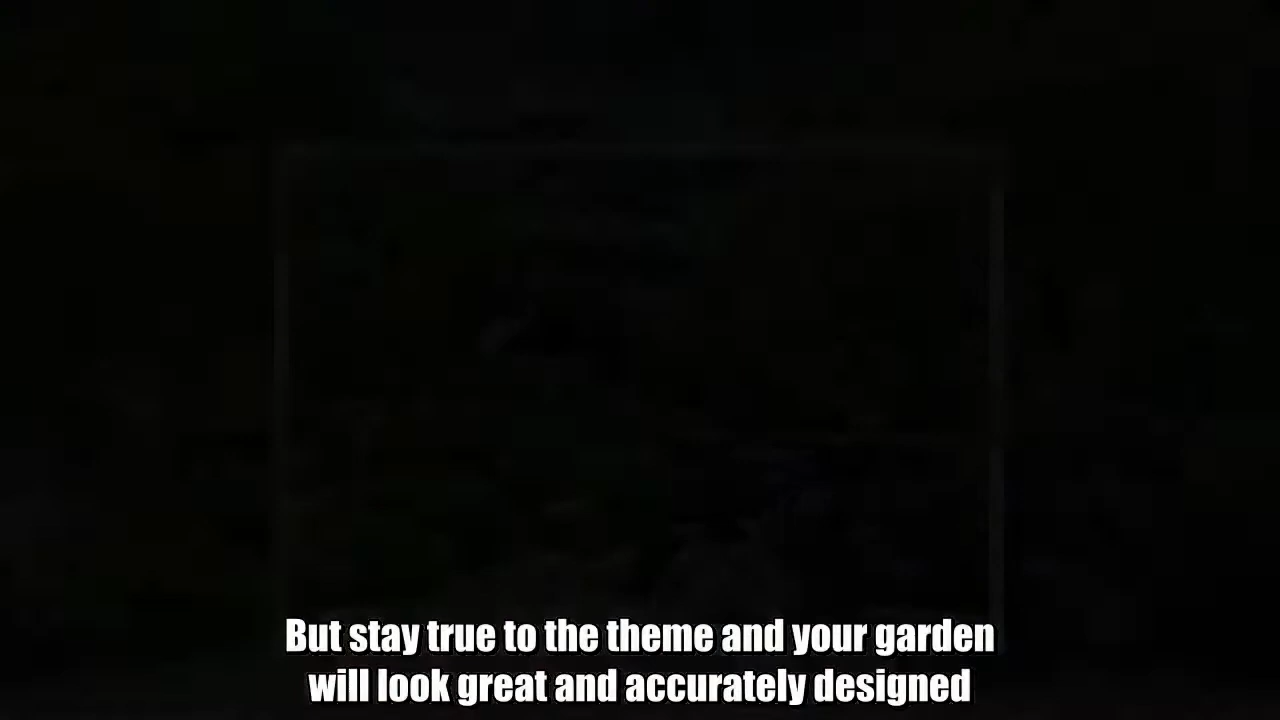 But stay true to the theme and your garden
will look great and accurately designed